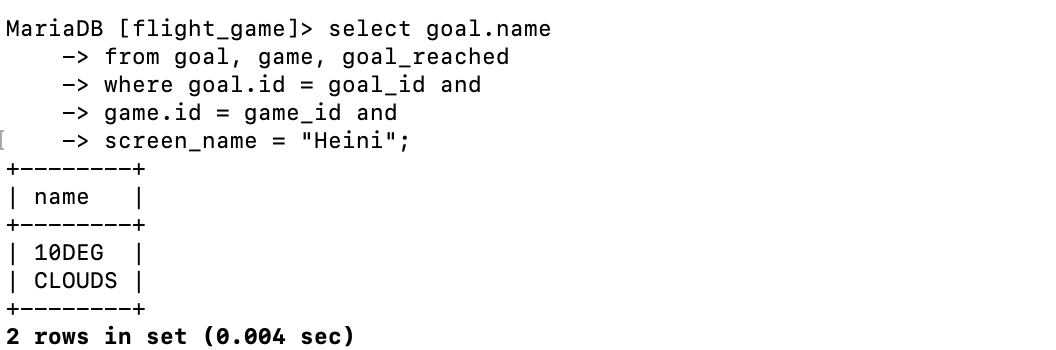 MariaDB [flight_game]> select goal.name
    -> from goal, game, goal_reached
    -> where goal.id = goal_id and
    -> game.id = game_id and
    -> screen_name = "Heini";
+--------+
| name   |
+--------+
| 10DEG  |
| CLOUDS |
+--------+
2 rows in set (0.004 sec)